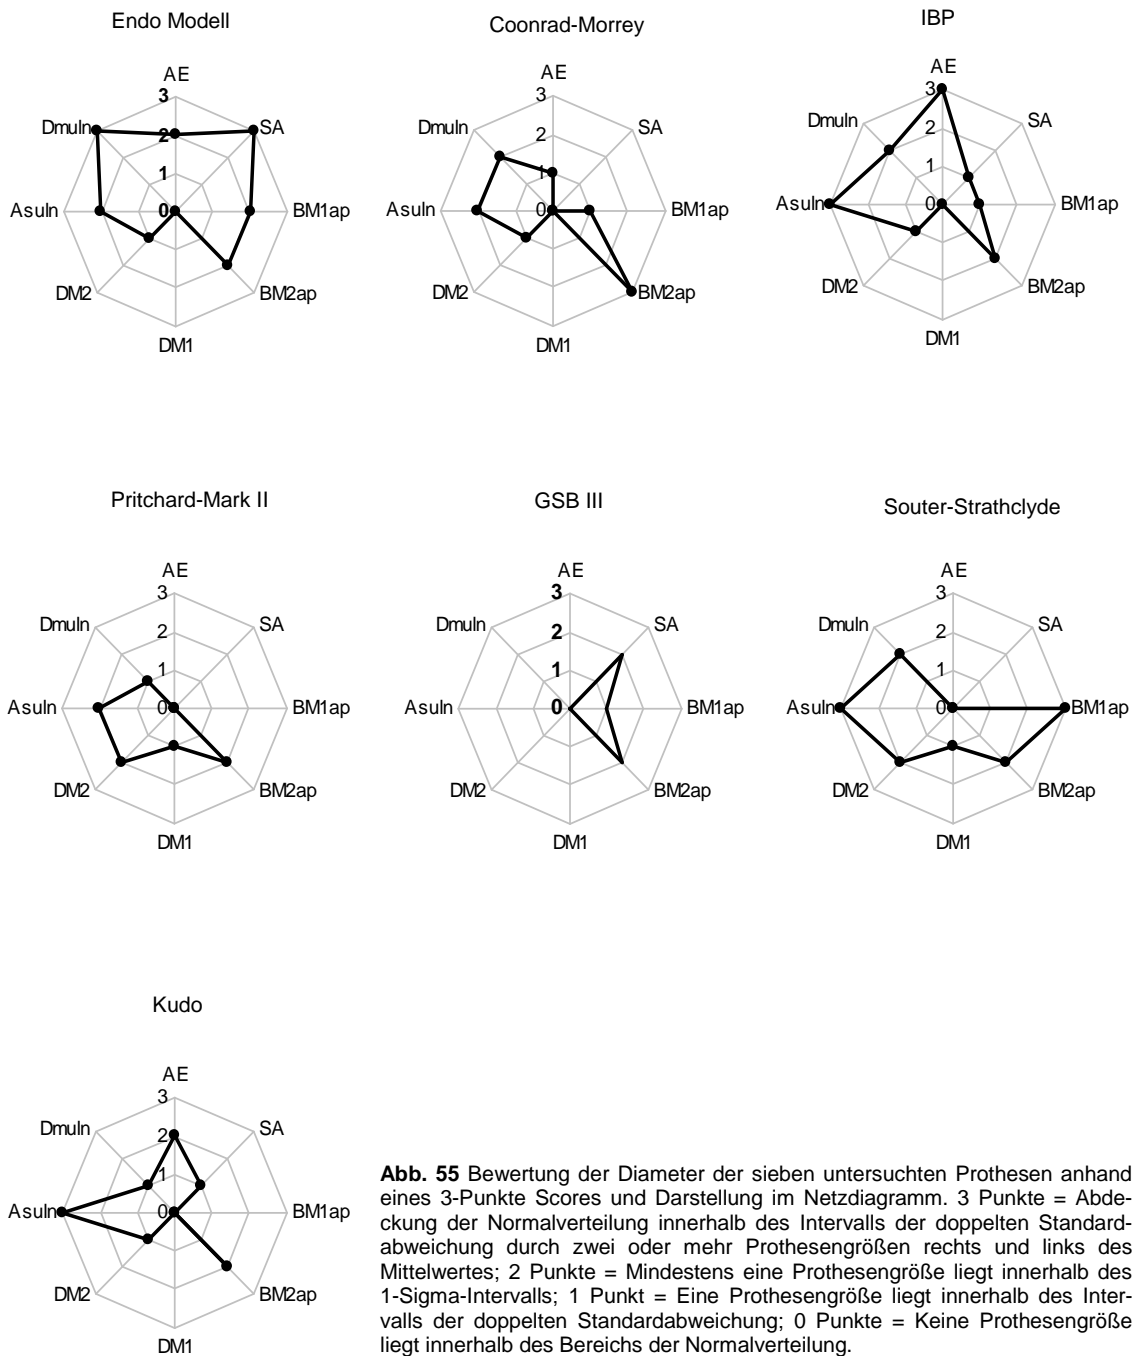 Endo Modell
AE
3
Dmuln
SA
2
1
Asuln
0
BM1ap
DM2
BM2ap
DM1
Coonrad-Morrey
AE
3
Dmuln
SA
2
1
Asuln
0
BM1ap
DM2
BM2ap
DM1
IBP
AE
3
Dmuln
SA
2
1
Asuln
0
BM1ap
DM2
BM2ap
DM1
Pritchard-Mark II
AE
3
Dmuln
SA
2
1
Asuln
0
BM1ap
DM2
BM2ap
DM1
GSB III
AE
3
Dmuln
SA
2
1
Asuln
0
BM1ap
DM2
BM2ap
DM1
Souter-Strathclyde
AE
3
Dmuln
SA
2
1
Asuln
0
BM1ap
DM2
BM2ap
DM1
Kudo
AE
3
Dmuln
SA
2
1
Asuln
0
BM1ap
DM2
BM2ap
DM1
Abb. 55 Bewertung der Diameter der sieben untersuchten Prothesen anhand
eines 3-Punkte Scores und Darstellung im Netzdiagramm. 3 Punkte = Abde-
ckung der Normalverteilung innerhalb des Intervalls der doppelten Standard-
abweichung durch zwei oder mehr Prothesengrößen rechts und links des
Mittelwertes; 2 Punkte = Mindestens eine Prothesengröße liegt innerhalb des
1-Sigma-Intervalls; 1 Punkt = Eine Prothesengröße liegt innerhalb des Inter-
valls der doppelten Standardabweichung; 0 Punkte = Keine Prothesengröße
liegt innerhalb des Bereichs der Normalverteilung.